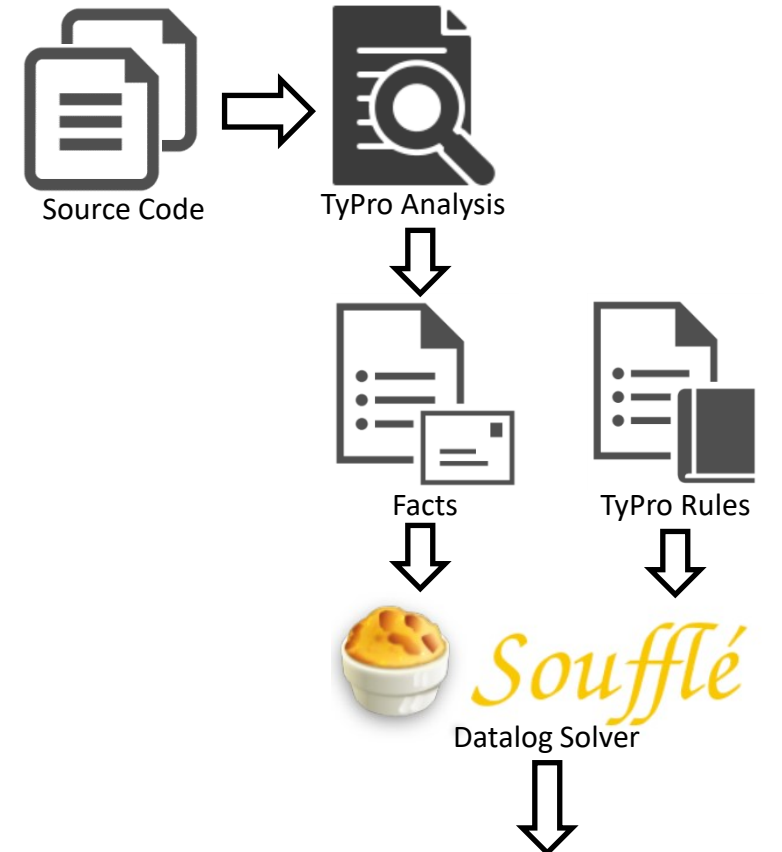 Source Code
TyPro Analysis
Facts
TyPro Rules
Soufflé
Datalog Solver